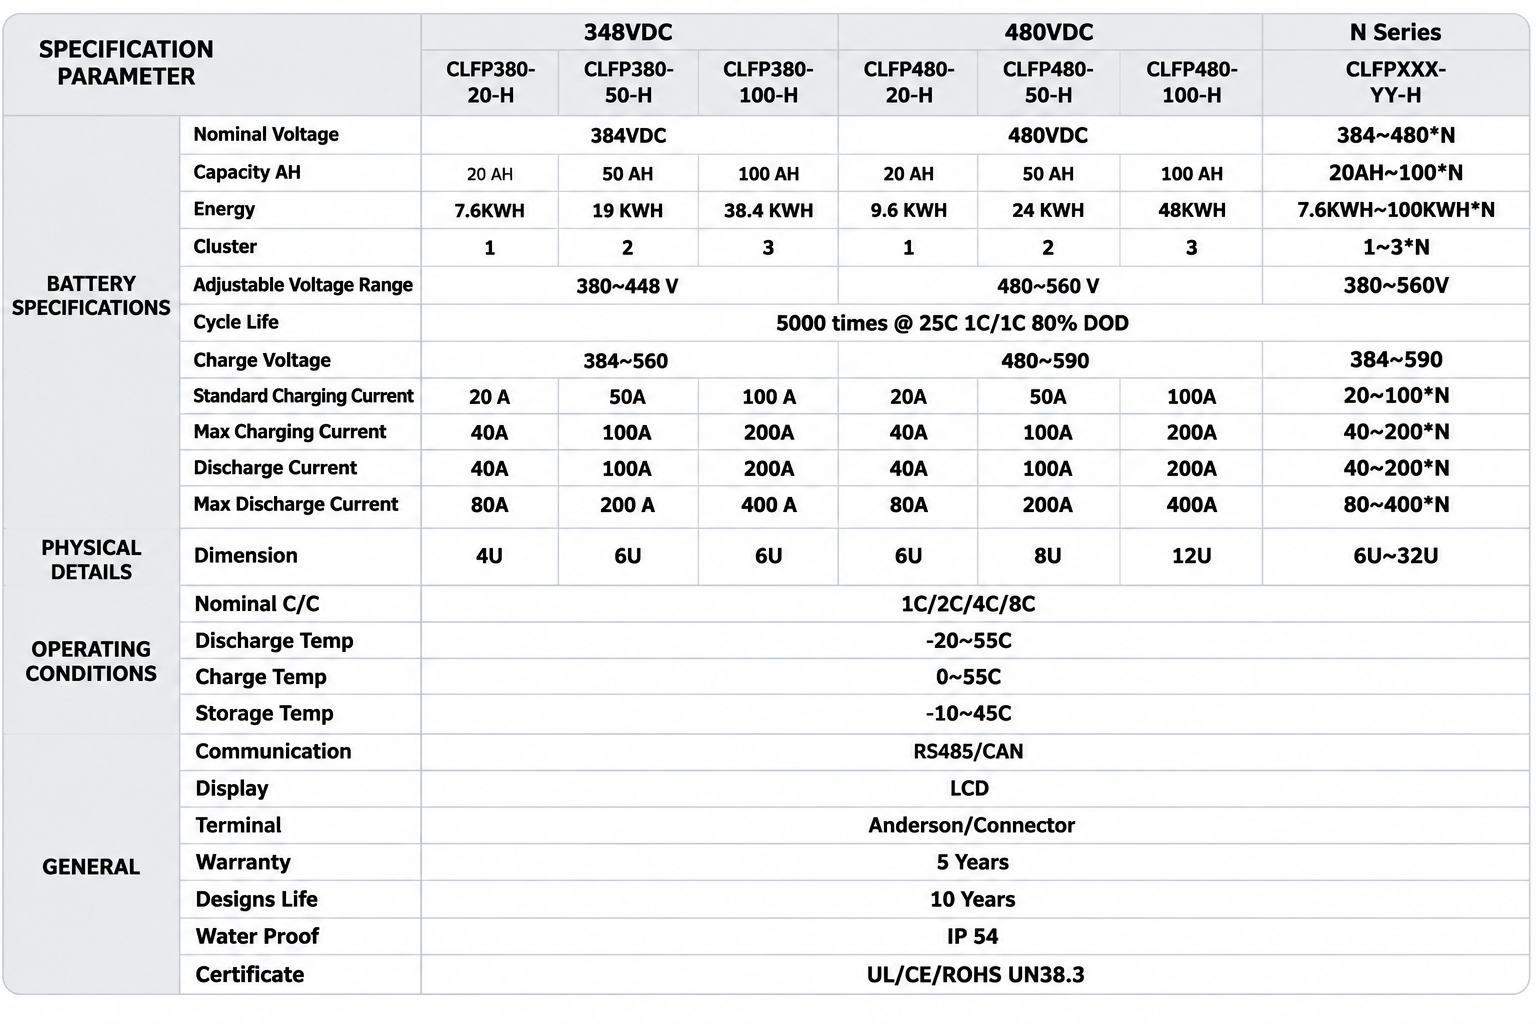 SPECIFICATION
PARAMETER
348VDC 480VDC N Series
CLFP380-
20-H
CLFP380-
50-H
CLFP380-
100-H
CLFP480-
20-H
CLFP480-
50-H
CLFP480-
100-H
CLFPXXX-
YY-H
BATTERY
SPECIFICATIONS
Nominal Voltage 384VDC 480VDC 384~480*N
Capacity AH 20 AH 50 AH 100 AH 20 AH 50 AH 100 AH 20AH~100*N
Energy 7.6KWH 19 KWH 38.4 KWH 9.6 KWH 24 KWH 48KWH 7.6KWH~100KWH*N
Cluster 1 2 3 1 2 3 1~3*N
Adjustable Voltage Range 380~448 V 480~560 V 380~560V
Cycle Life 5000 times @ 25C 1C/1C 80% DOD
Charge Voltage 384~560 480~590 384~590
Standard Charging Current 20 A 50A 100 A 20A 50A 100A 20~100*N
Max Charging Current 40A 100A 200A 40A 100A 200A 40~200*N
Discharge Current 40A 100A 200A 40A 100A 200A 40~200*N
Max Discharge Current 80A 200 A 400 A 80A 200A 400A 80~400*N
PHYSICAL
DETAILS
Dimension 4U 6U 6U 6U 8U 12U 6U~32U
OPERATING
CONDITIONS
Nominal C/C 1C/2C/4C/8C
Discharge Temp -20~55C
Charge Temp 0~55C
Storage Temp -10~45C
GENERAL
Communication RS485/CAN
Display LCD
Terminal Anderson/Connector
Warranty 5 Years
Designs Life 10 Years
Water Proof IP 54
Certificate UL/CE/ROHS UN38.3